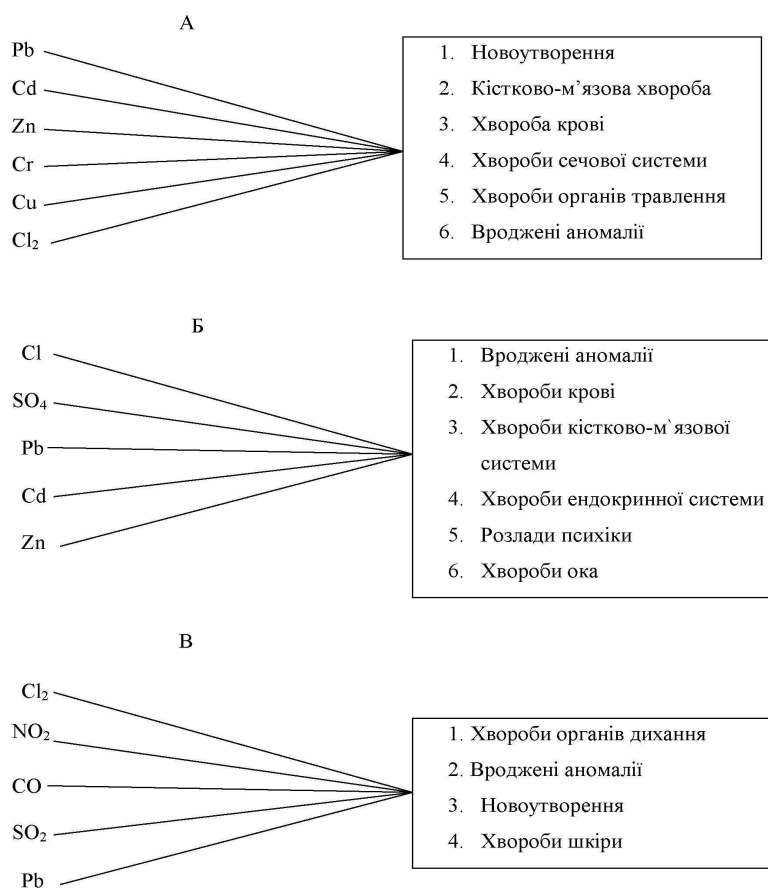 А
Pb
Cd
Zn
Cr
Cu
Cl₂
1. Новоутворення
2. Кістково-м’язова хвороба
3. Хвороба крові
4. Хвороби сечової системи
5. Хвороби органів травлення
6. Вроджені аномалії
Б
Cl
SO₄
Pb
Cd
Zn
1. Вроджені аномалії
2. Хвороби крові
3. Хвороби кістково-м`язової
системи
4. Хвороби ендокринної системи
5. Розлади психіки
6. Хвороби ока
В
Cl₂
NO₂
CO
SO₂
Pb
1. Хвороби органів дихання
2. Вроджені аномалії
3. Новоутворення
4. Хвороби шкіри